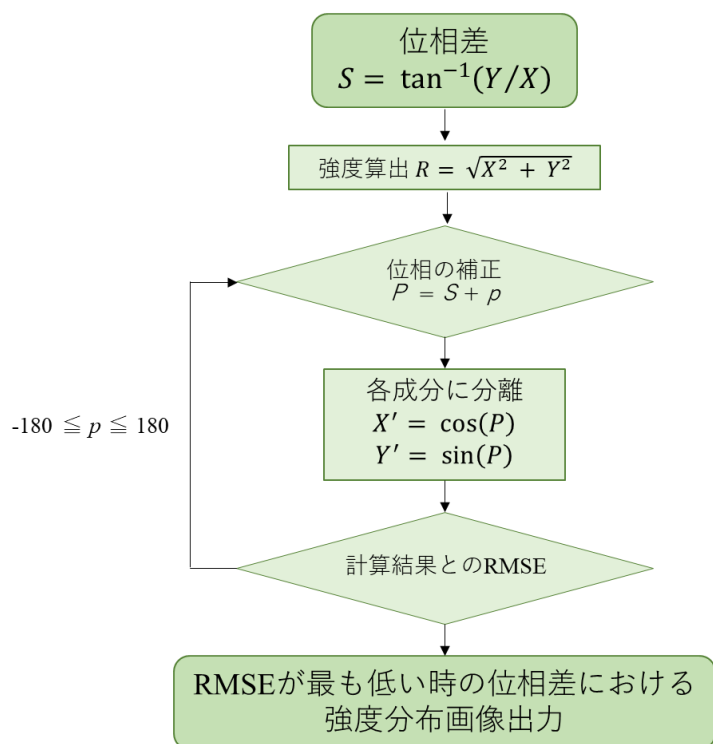 位相差
S = tan⁻¹(Y/X)
強度算出 R = √X² + Y²
位相の補正
P = S + p
-180 ≦ p ≦ 180
各成分に分離
X′ = cos(P)
Y′ = sin(P)
計算結果とのRMSE
RMSEが最も低い時の位相差における
強度分布画像出力